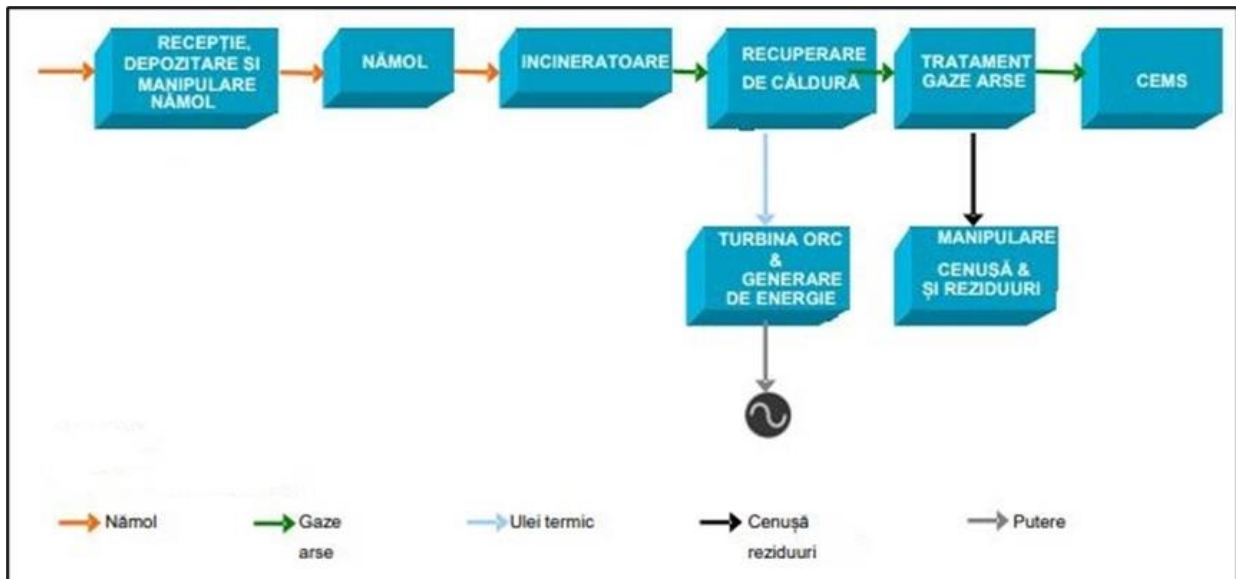 RECEPȚIE,
DEPOZITARE SI
MANIPULARE
NĂMOL
NĂMOL
INCINERATOARE
RECUPERARE
DE CĂLDURĂ
TRATAMENT
GAZE ARSE
CEMS
TURBINA ORC
&
GENERARE
DE ENERGIE
MANIPULARE
CENUȘĂ &
ȘI REZIDUURI
Nămol
Gaze
arse
Ulei termic
Cenușă
reziduuri
Putere